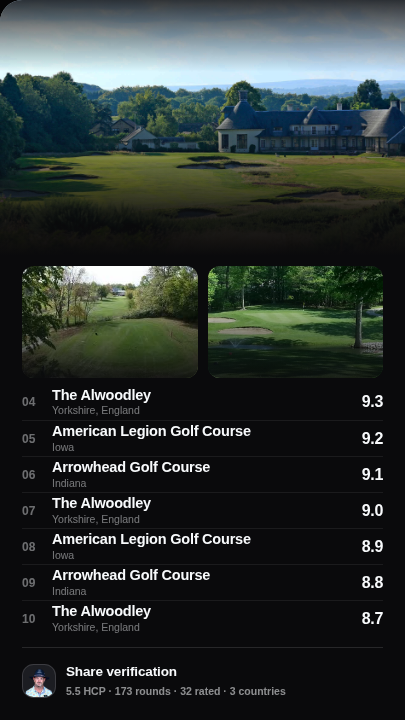 04
The Alwoodley
Yorkshire, England
9.3
05
American Legion Golf Course
Iowa
9.2
06
Arrowhead Golf Course
Indiana
9.1
07
The Alwoodley
Yorkshire, England
9.0
08
American Legion Golf Course
Iowa
8.9
09
Arrowhead Golf Course
Indiana
8.8
10
The Alwoodley
Yorkshire, England
8.7
Share verification
5.5 HCP · 173 rounds · 32 rated · 3 countries